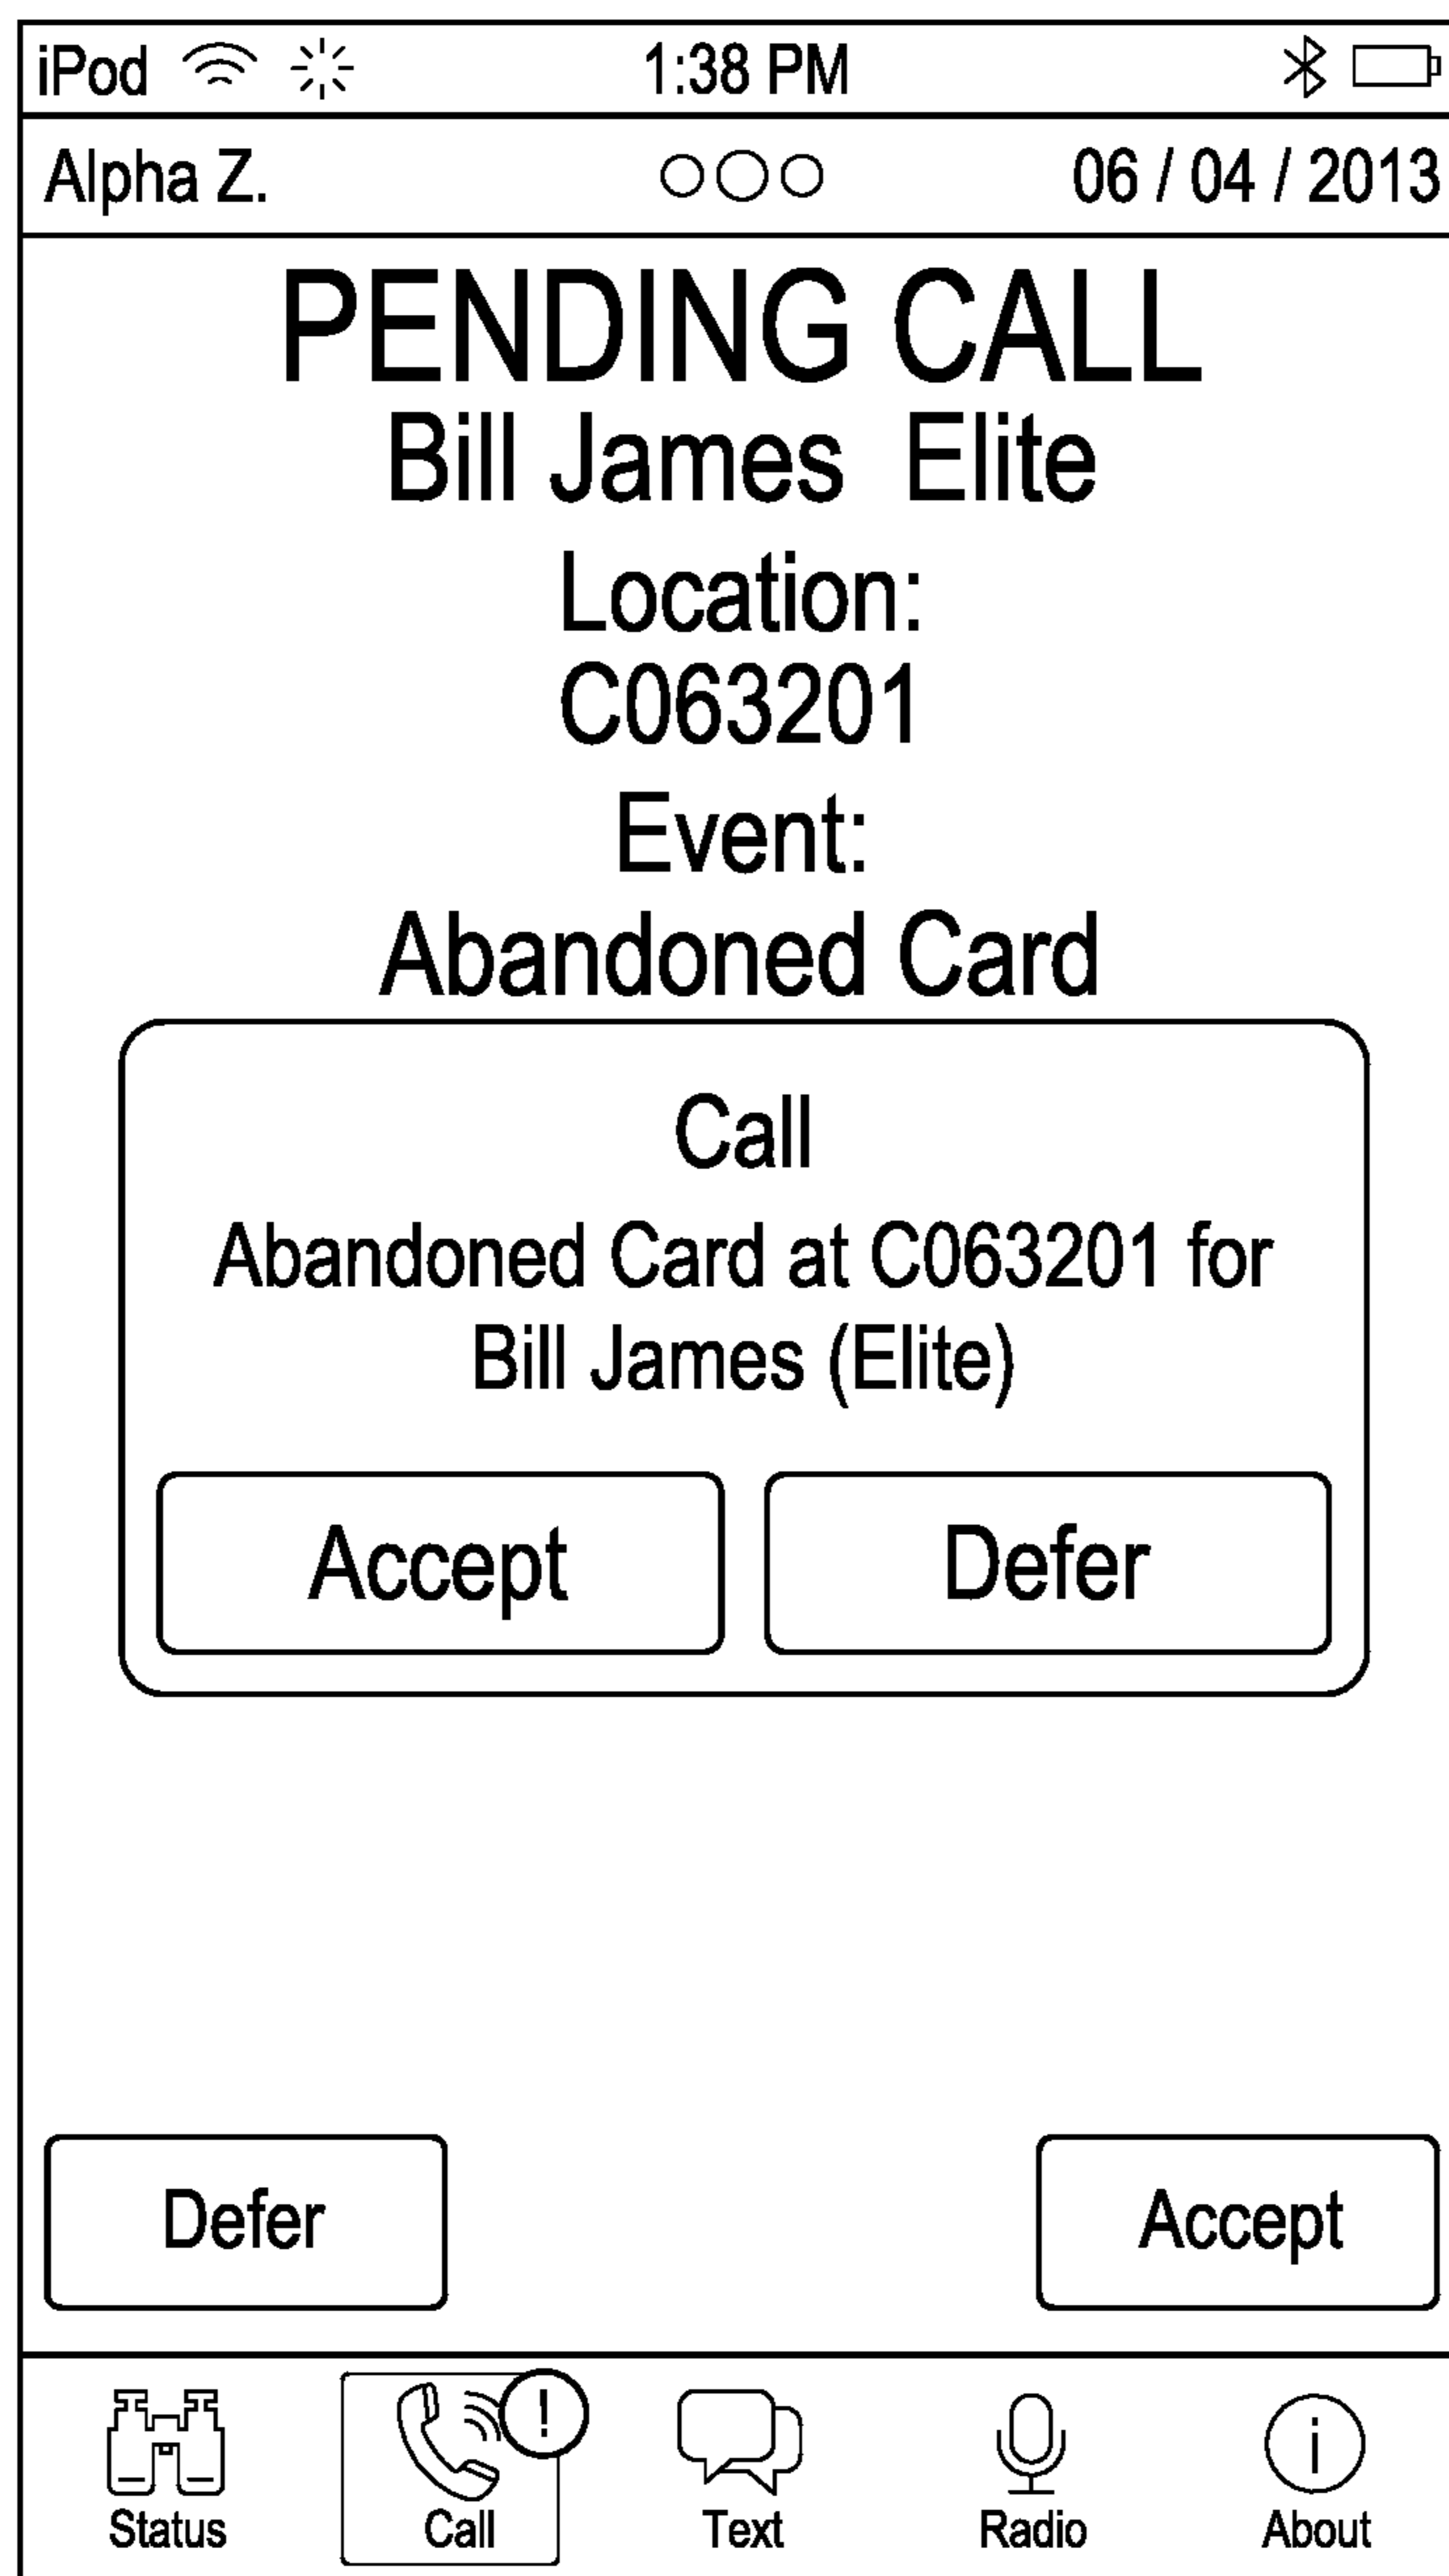 iPod 1:38 PM
Alpha Z. 06 / 04 / 2013
PENDING CALL
Bill James Elite
Location:
C063201
Event:
Abandoned Card
Call
Abandoned Card at C063201 for
Bill James (Elite)
Accept Defer
Defer Accept
!
i
Status Call Text Radio About